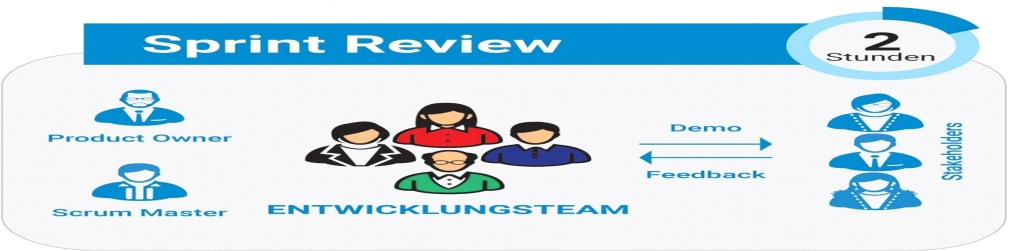 Sprint Review
2
Stunden
Product Owner
Scrum Master
ENTWICKLUNGSTEAM
Demo
Feedback
Stakeholders